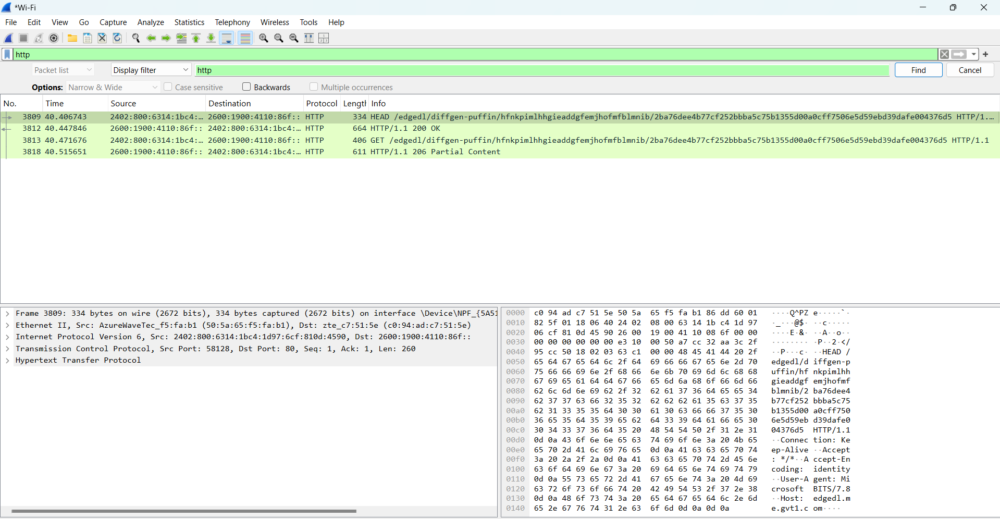 *Wi-Fi
File Edit View Go Capture Analyze Statistics Telephony Wireless Tools Help
http
Packet list Display filter http Find Cancel
Options: Narrow & Wide Case sensitive Backwards Multiple occurrences
No. Time Source Destination Protocol Lengtl Info
3809 40.406743 2402:800:6314:1bc4:… 2600:1900:4110:86f:: HTTP 334 HEAD /edgedl/diffgen-puffin/hfnkpimlhhgieaddgfemjhofmfblmnib/2ba76dee4b77cf252bbba5c75b1355d00a0cff7506e5d59ebd39dafe004376d5 HTTP/1.…
3812 40.447846 2600:1900:4110:86f:: 2402:800:6314:1bc4:… HTTP 664 HTTP/1.1 200 OK
3813 40.471676 2402:800:6314:1bc4:… 2600:1900:4110:86f:: HTTP 406 GET /edgedl/diffgen-puffin/hfnkpimlhhgieaddgfemjhofmfblmnib/2ba76dee4b77cf252bbba5c75b1355d00a0cff7506e5d59ebd39dafe004376d5 HTTP/1.1
3818 40.515651 2600:1900:4110:86f:: 2402:800:6314:1bc4:… HTTP 611 HTTP/1.1 206 Partial Content
Frame 3809: 334 bytes on wire (2672 bits), 334 bytes captured (2672 bits) on interface \Device\NPF_{5A51
Ethernet II, Src: AzureWaveTec_f5:fa:b1 (50:5a:65:f5:fa:b1), Dst: zte_c7:51:5e (c0:94:ad:c7:51:5e)
Internet Protocol Version 6, Src: 2402:800:6314:1bc4:1d97:6cf:810d:4590, Dst: 2600:1900:4110:86f::
Transmission Control Protocol, Src Port: 58128, Dst Port: 80, Seq: 1, Ack: 1, Len: 260
Hypertext Transfer Protocol
0000 c0 94 ad c7 51 5e 50 5a 65 f5 fa b1 86 dd 60 01 ····Q^PZ e·····`·
0010 82 5f 01 18 06 40 24 02 08 00 63 14 1b c4 1d 97 ·_···@$· ··c·····
0020 06 cf 81 0d 45 90 26 00 19 00 41 10 08 6f 00 00 ····E·&· ··A··o··
0030 00 00 00 00 00 00 e3 10 00 50 a7 cc 32 aa 3c 2f ········ ·P··2·</
0040 95 cc 50 18 02 03 63 c1 00 00 48 45 41 44 20 2f ··P···c· ··HEAD /
0050 65 64 67 65 64 6c 2f 64 69 66 66 67 65 6e 2d 70 edgedl/d iffgen-p
0060 75 66 66 69 6e 2f 68 66 6e 6b 70 69 6d 6c 68 68 uffin/hf nkpimlhh
0070 67 69 65 61 64 64 67 66 65 6d 6a 68 6f 66 6d 66 gieaddgf emjhofmf
0080 62 6c 6d 6e 69 62 2f 32 62 61 37 36 64 65 65 34 blmnib/2 ba76dee4
0090 62 37 37 63 66 32 35 32 62 62 62 61 35 63 37 35 b77cf252 bbba5c75
00a0 62 31 33 35 35 64 30 30 61 30 63 66 66 37 35 30 b1355d00 a0cff750
00b0 36 65 35 64 35 39 65 62 64 33 39 64 61 66 65 30 6e5d59eb d39dafe0
00c0 30 34 33 37 36 64 35 20 48 54 54 50 2f 31 2e 31 04376d5 HTTP/1.1
00d0 0d 0a 43 6f 6e 6e 65 63 74 69 6f 6e 3a 20 4b 65 ··Connec tion: Ke
00e0 65 70 2d 41 6c 69 76 65 0d 0a 41 63 63 65 70 74 ep-Alive ··Accept
00f0 3a 20 2a 2f 2a 0d 0a 41 63 63 65 70 74 2d 45 6e : */*··A ccept-En
0100 63 6f 64 69 6e 67 3a 20 69 64 65 6e 74 69 74 79 coding: identity
0110 0d 0a 55 73 65 72 2d 41 67 65 6e 74 3a 20 4d 69 ··User-A gent: Mi
0120 63 72 6f 73 6f 66 74 20 42 49 54 53 2f 37 2e 38 crosoft BITS/7.8
0130 0d 0a 48 6f 73 74 3a 20 65 64 67 65 64 6c 2e 6d ··Host: edgedl.m
0140 65 2e 67 76 74 31 2e 63 6f 6d 0d 0a 0d 0a e.gvt1.c om····